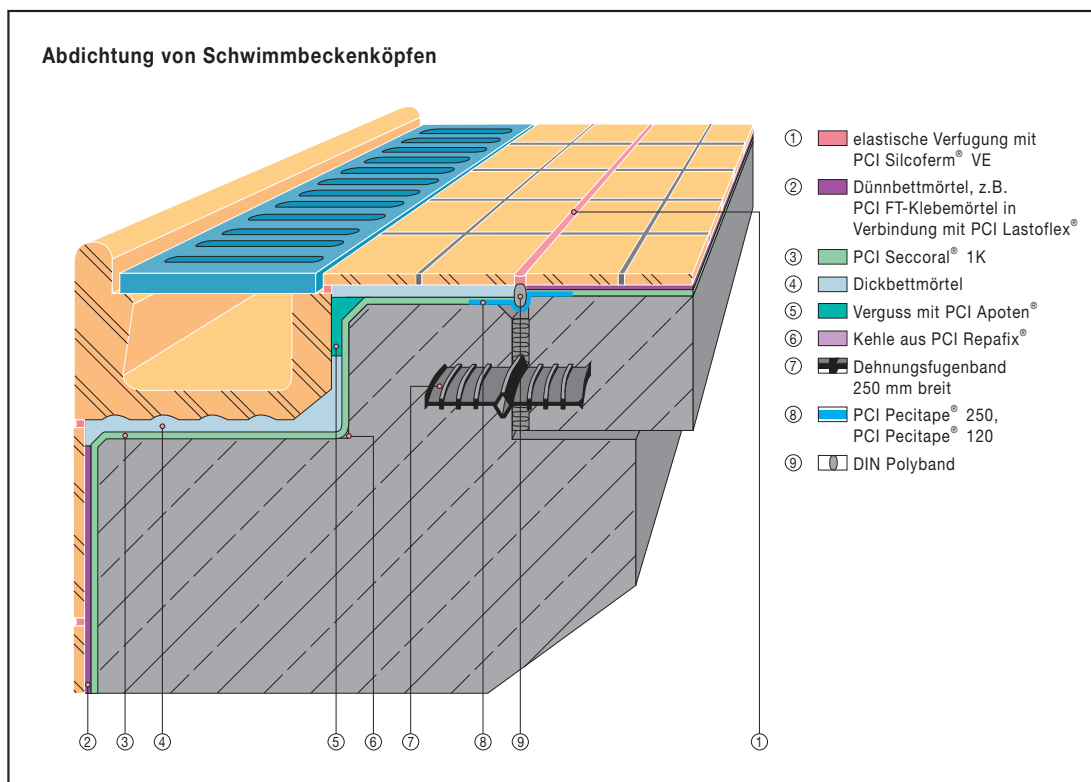 Abdichtung von Schwimmbeckenköpfen
① elastische Verfugung mit
PCI Silcoferm® VE
② Dünnbettmörtel, z.B.
PCI FT-Klebemörtel in
Verbindung mit PCI Lastoflex®
③ PCI Seccoral® 1K
④ Dickbettmörtel
⑤ Verguss mit PCI Apoten®
⑥ Kehle aus PCI Repafix®
⑦ Dehnungsfugenband
250 mm breit
⑧ PCI Pecitape® 250,
PCI Pecitape® 120
⑨ DIN Polyband
② ③ ④ ⑤ ⑥ ⑦ ⑧ ⑨ ①